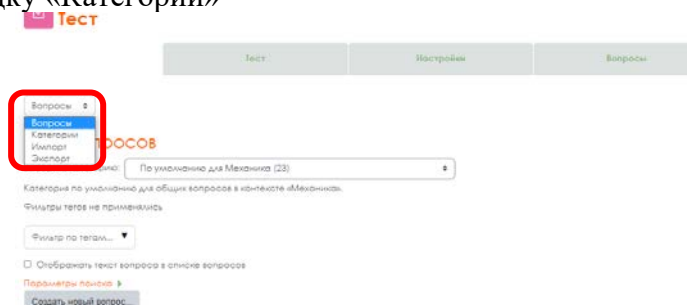 дку «Категории»
Тест
Тест Настройки Вопросы
Вопросы
Вопросы
Категории
Импорт
Экспорт
По умолчанию для Механика (23)
Категория по умолчанию для общих вопросов в контексте «Механика».
Фильтры тегов не применялись
Фильтр по тегам... ▼
Отображать текст вопроса в списке вопросов
Параметры поиска
Создать новый вопрос...